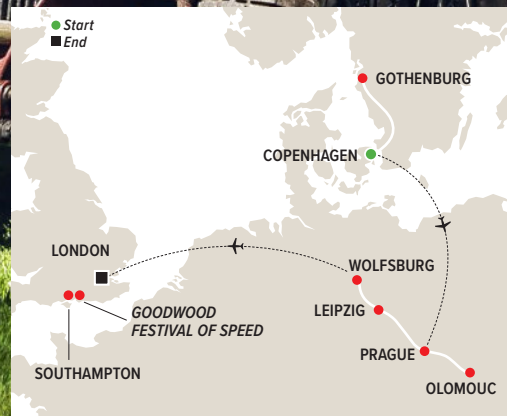 Start
End
GOTHENBURG
COPENHAGEN
LONDON
WOLFSBURG
GOODWOOD
FESTIVAL OF SPEED
LEIPZIG
PRAGUE
SOUTHAMPTON
OLOMOUC